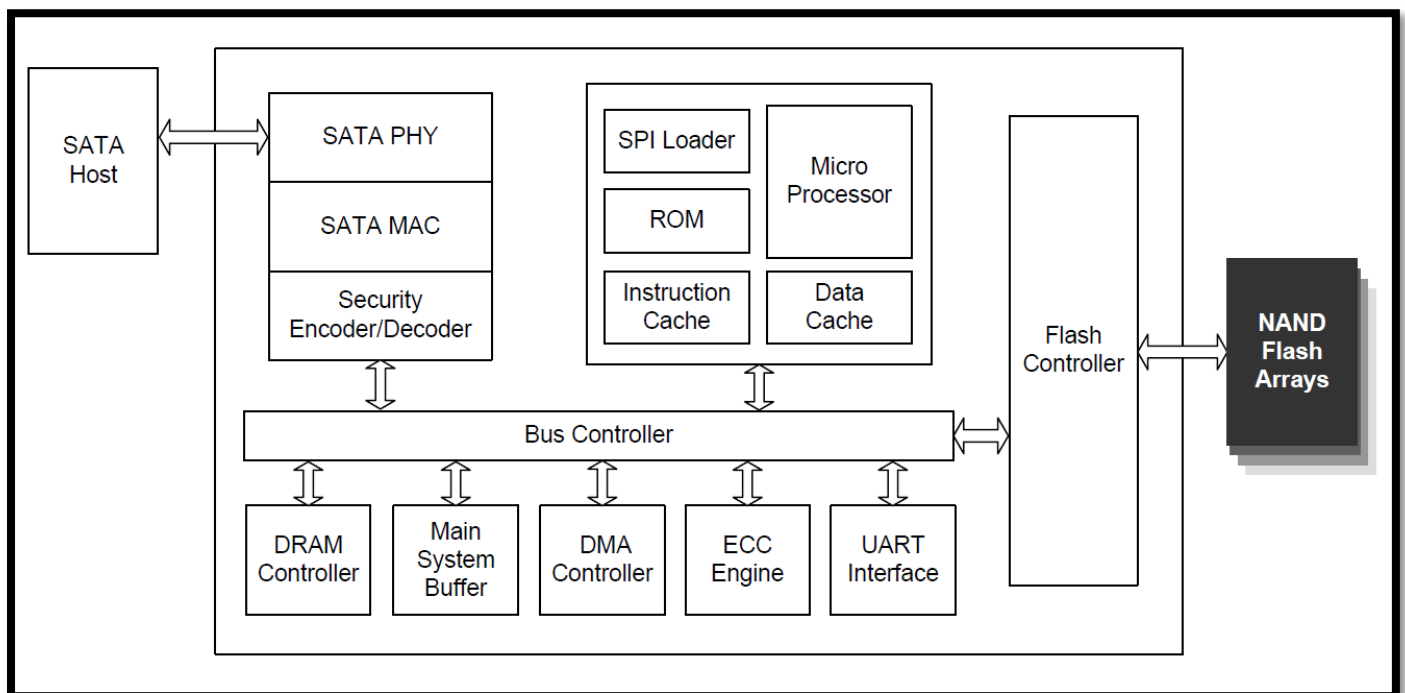 SATA
Host
SATA PHY
SATA MAC
Security
Encoder/Decoder
SPI Loader
ROM
Instruction
Cache
Micro
Processor
Data
Cache
Flash
Controller
NAND
Flash
Arrays
Bus Controller
DRAM
Controller
Main
System
Buffer
DMA
Controller
ECC
Engine
UART
Interface